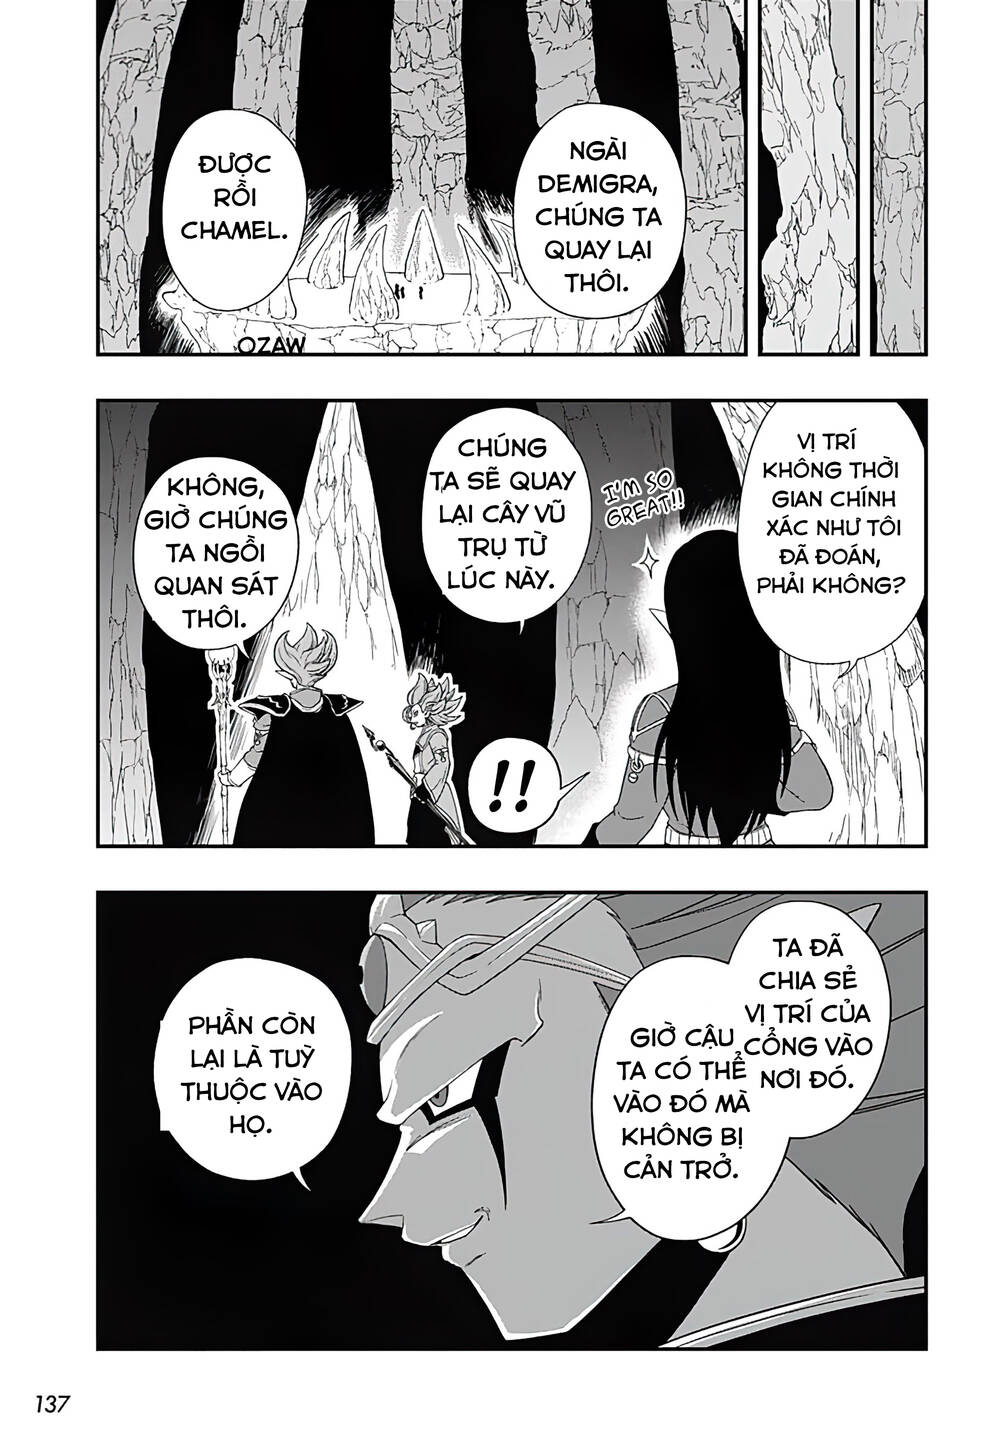 NGÀI
DEMIGRA,
CHÚNG TA
QUAY LẠI
THÔI.
ĐƯỢC
RỒI
CHAMEL.
OZAW
VỊ TRÍ
KHÔNG THỜI
GIAN CHÍNH
XÁC NHƯ TÔI
ĐÃ ĐOÁN,
PHẢI KHÔNG?
I'M SO
GREAT!!
CHÚNG
TA SẼ QUAY
LẠI CÂY VŨ
TRỤ TỪ
LÚC NÀY.
!!
KHÔNG,
GIỜ CHÚNG
TA NGỒI
QUAN SÁT
THÔI.
TA ĐÃ
CHIA SẺ
VỊ TRÍ CỦA
CỔNG VÀO
NƠI ĐÓ.
GIỜ CẬU
TA CÓ THỂ
VÀO ĐÓ MÀ
KHÔNG BỊ
CẢN TRỞ.
PHẦN CÒN
LẠI LÀ TUỲ
THUỘC VÀO
HỌ.
137